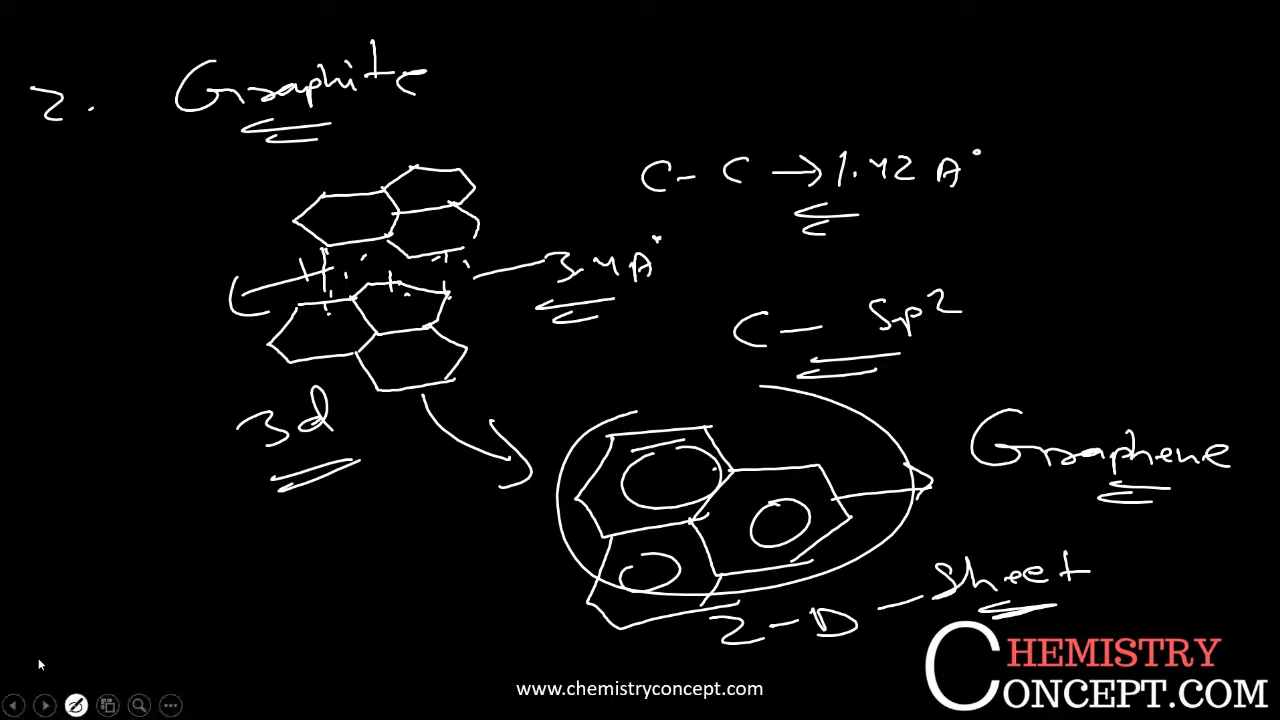 2. Graphite
C - C → 1.42 A°
3.4 A°
C - Sp2
3d
Graphene
2-D - Sheet
CHEMISTRY
CONCEPT.COM
www.chemistryconcept.com